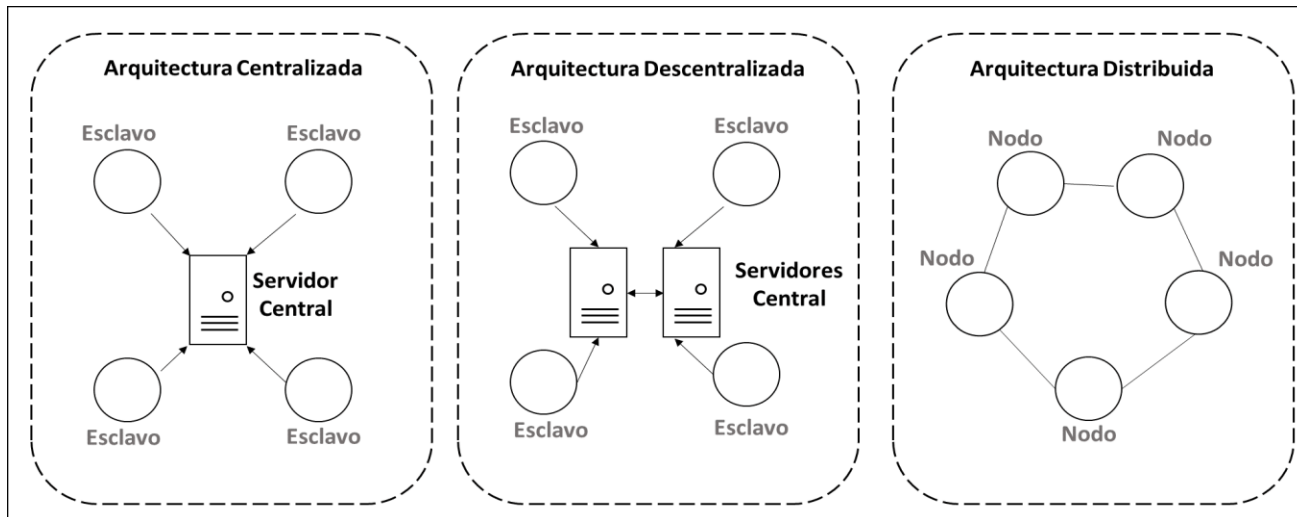 Arquitectura Centralizada
Esclavo
Esclavo
Servidor
Central
Esclavo
Esclavo
Arquitectura Descentralizada
Esclavo
Esclavo
Servidores
Central
Esclavo
Esclavo
Arquitectura Distribuida
Nodo
Nodo
Nodo
Nodo
Nodo